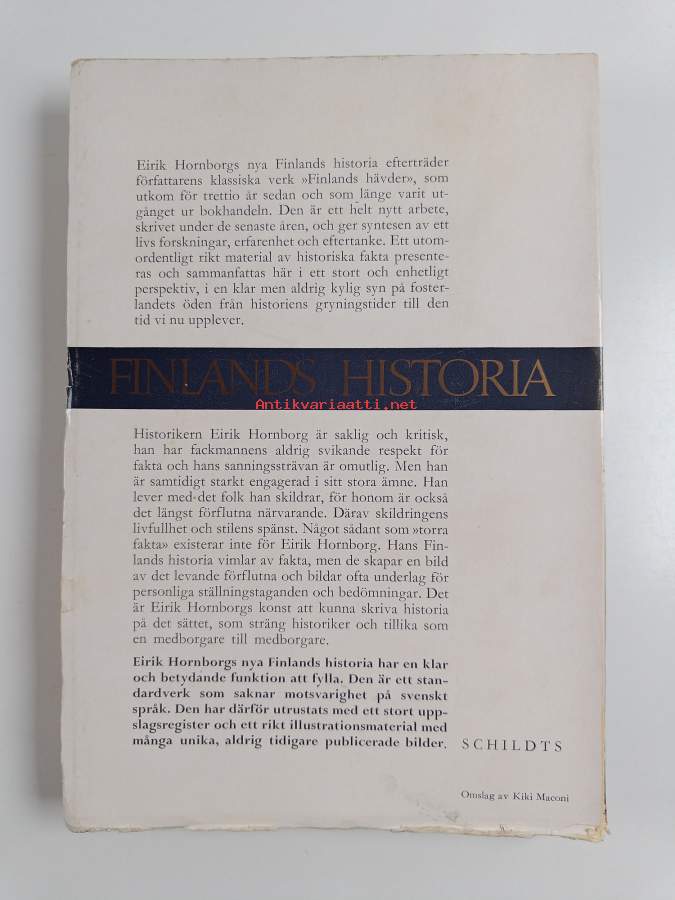 Eirik Hornborgs nya Finlands historia efterträder
författarens klassiska verk »Finlands hävder», som
utkom för trettio år sedan och som länge varit ut-
gånget ur bokhandeln. Den är ett helt nytt arbete,
skrivet under de senaste åren, och ger syntesen av ett
livs forskningar, erfarenhet och eftertanke. Ett utom-
ordentligt rikt material av historiska fakta presente-
ras och sammanfattas här i ett stort och enhetligt
perspektiv, i en klar men aldrig kylig syn på foster-
landets öden från historiens gryningstider till den
tid vi nu upplever.
FINLANDS HISTORIA
Antikvariaatti.net
Historikern Eirik Hornborg är saklig och kritisk,
han har fackmannens aldrig svikande respekt för
fakta och hans sanningssträvan är omutlig. Men han
är samtidigt starkt engagerad i sitt stora ämne. Han
lever med det folk han skildrar, för honom är också
det längst förflutna närvarande. Därav skildringens
livfullhet och stilens spänst. Något sådant som »torra
fakta» existerar inte för Eirik Hornborg. Hans Fin-
lands historia vimlar av fakta, men de skapar en bild
av det levande förflutna och bildar ofta underlag för
personliga ställningstaganden och bedömningar. Det
är Eirik Hornborgs konst att kunna skriva historia
på det sättet, som sträng historiker och tillika som
en medborgare till medborgare.
Eirik Hornborgs nya Finlands historia har en klar
och betydande funktion att fylla. Den är ett stan-
dardverk som saknar motsvarighet på svenskt
språk. Den har därför utrustats med ett stort upp-
slagsregister och ett rikt illustrationsmaterial med
många unika, aldrig tidigare publicerade bilder.
SCHILDTS
Omslag av Kiki Maconi